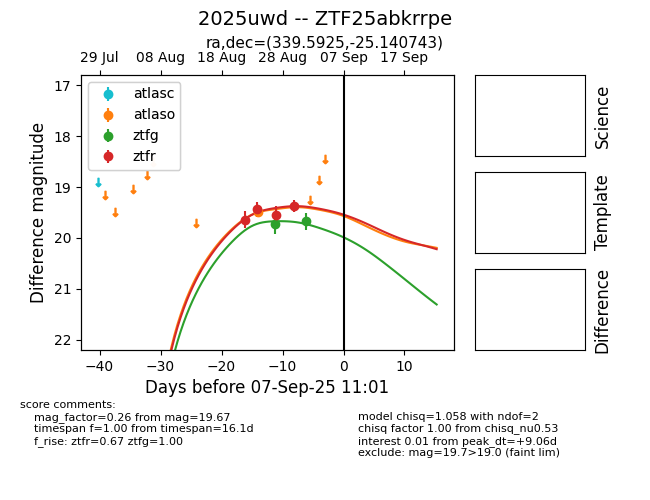 2025uwd -- ZTF25abkrrpe
ra,dec=(339.5925,-25.140743)
29 Jul 08 Aug 18 Aug 28 Aug 07 Sep 17 Sep
17
18
19
20
21
22
Difference magnitude
atlasc
atlaso
ztfg
ztfr
−40 −30 −20 −10 0 10
Days before 07-Sep-25 11:01
Science
Template
Difference
score comments:
mag_factor=0.26 from mag=19.67
timespan f=1.00 from timespan=16.1d
f_rise: ztfr=0.67 ztfg=1.00
model chisq=1.058 with ndof=2
chisq factor 1.00 from chisq_nu0.53
interest 0.01 from peak_dt=+9.06d
exclude: mag=19.7>19.0 (faint lim)